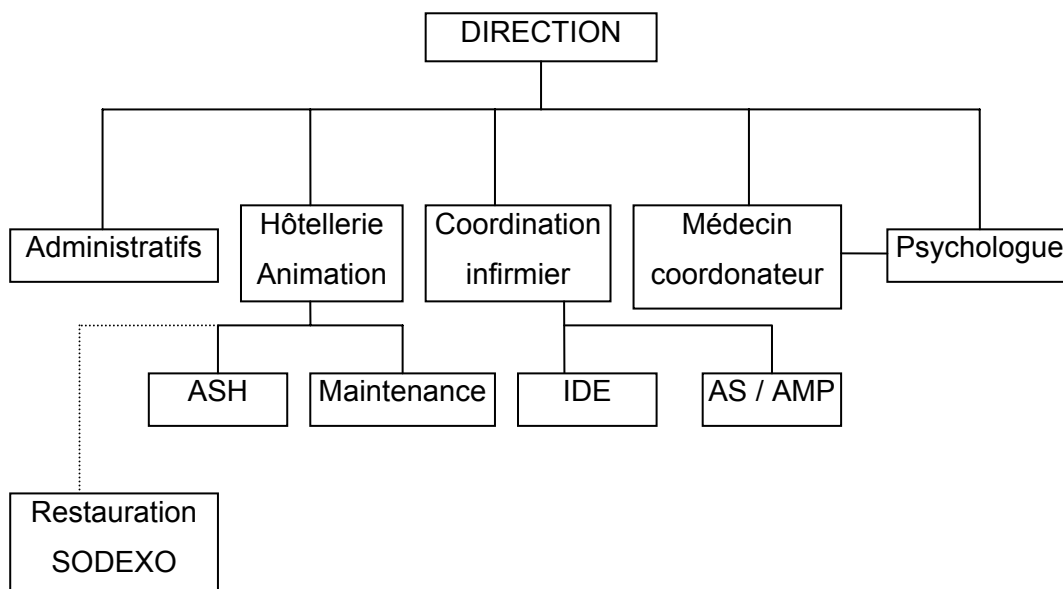 DIRECTION
Administratifs
Hôtellerie
Animation
Coordination
infirmier
Médecin
coordonateur
Psychologue
ASH
Maintenance
IDE
AS / AMP
Restauration
SODEXO